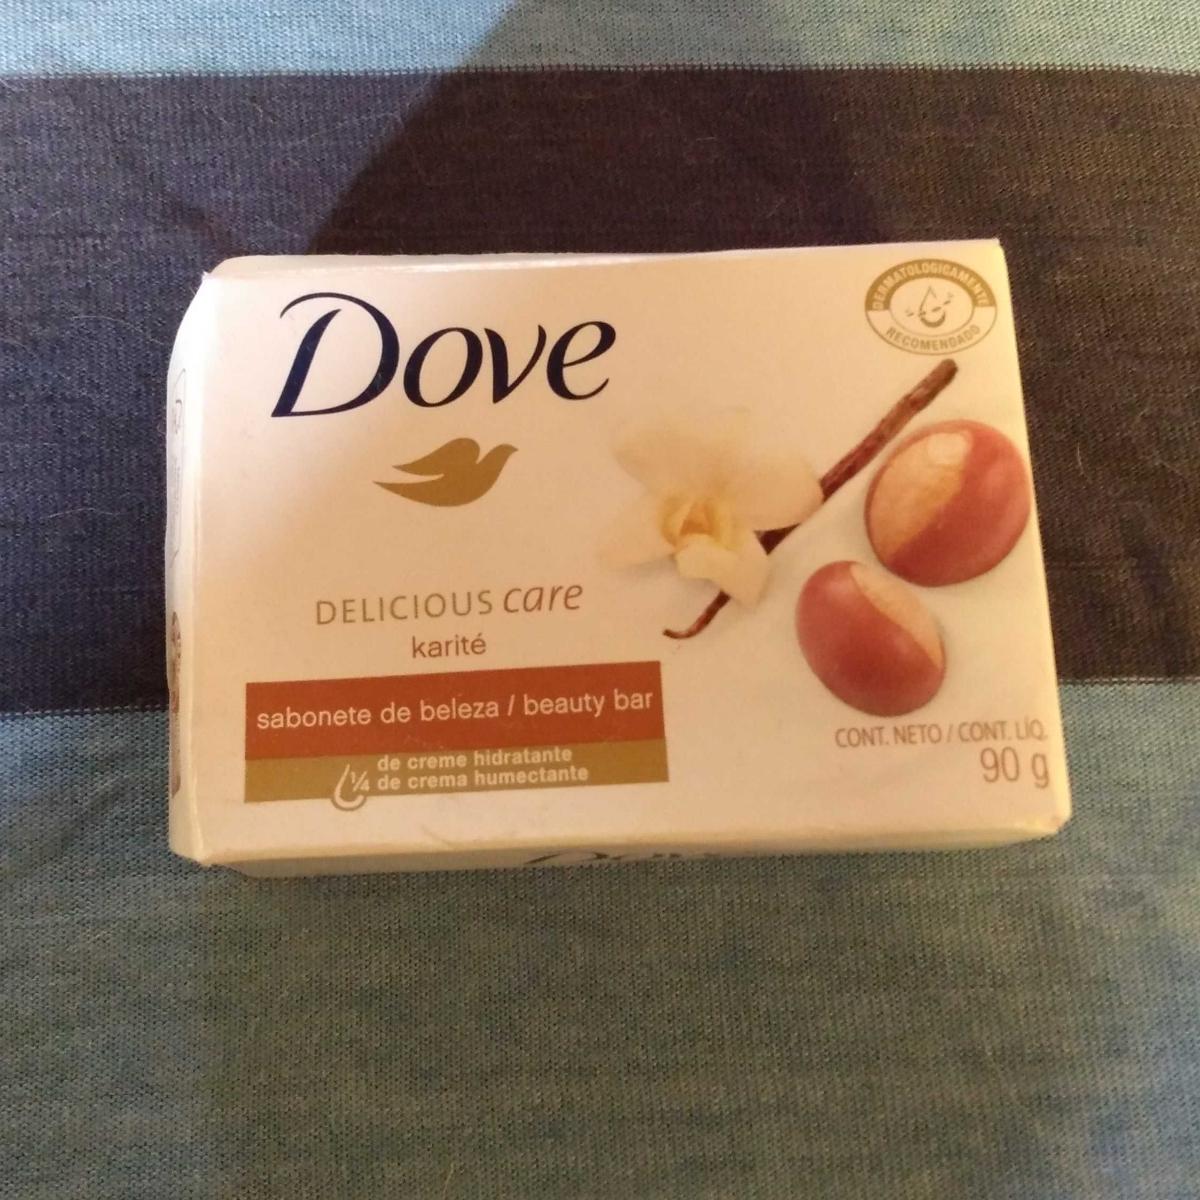 Dove
DERMATOLOGICAMENTE
RECOMENDADO
DELICIOUS care
karité
sabonete de beleza / beauty bar
1/4 de creme hidratante
de crema humectante
CONT. NETO / CONT. LÍQ.
90 g
Dove